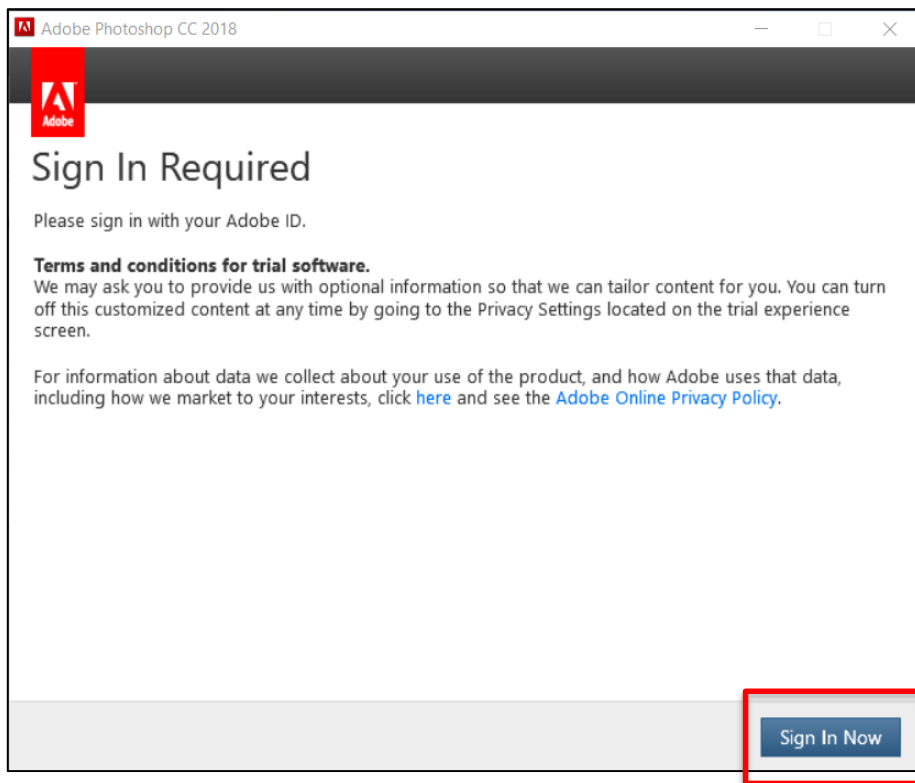 Adobe Photoshop CC 2018
Adobe
Sign In Required
Please sign in with your Adobe ID.
Terms and conditions for trial software.
We may ask you to provide us with optional information so that we can tailor content for you. You can turn
off this customized content at any time by going to the Privacy Settings located on the trial experience
screen.
For information about data we collect about your use of the product, and how Adobe uses that data,
including how we market to your interests, click here and see the Adobe Online Privacy Policy.
Sign In Now